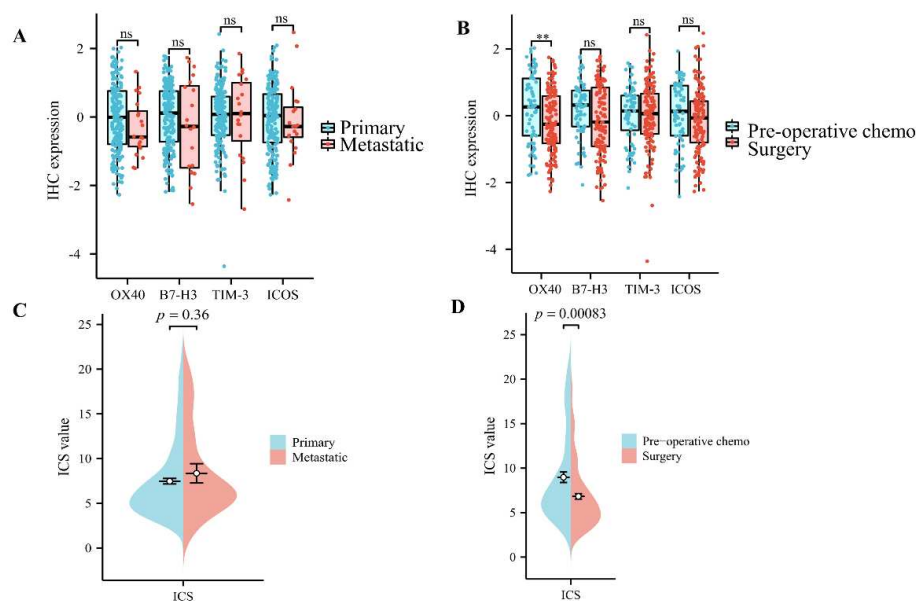 A
ns
ns
ns
ns
2
0
-2
-4
IHC expression
OX40
B7-H3
TIM-3
ICOS
Primary
Metastatic
B
**
ns
ns
ns
2
0
-2
-4
IHC expression
OX40
B7-H3
TIM-3
ICOS
Pre-operative chemo
Surgery
C
p = 0.36
25
20
15
10
5
0
ICS value
ICS
Primary
Metastatic
D
p = 0.00083
25
20
15
10
5
0
ICS value
ICS
Pre−operative chemo
Surgery